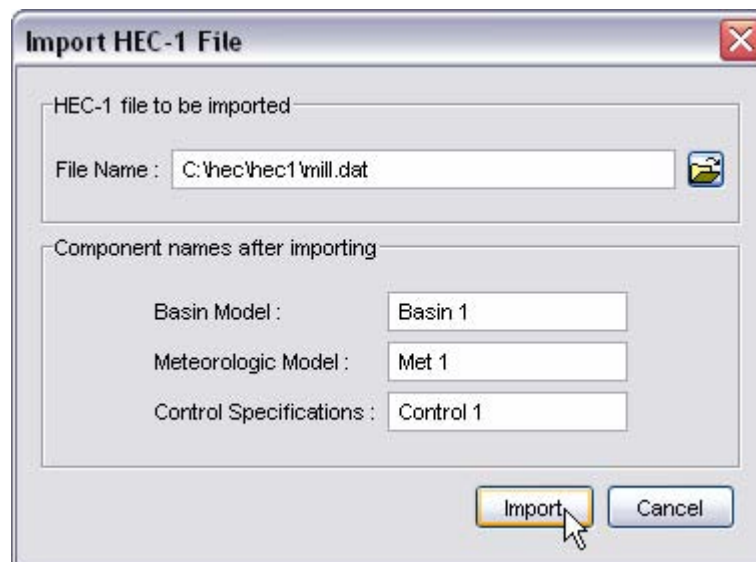 Import HEC-1 File
HEC-1 file to be imported
File Name : C:\hec\hec1\mill.dat
Component names after importing
Basin Model : Basin 1
Meteorologic Model : Met 1
Control Specifications : Control 1
Import Cancel